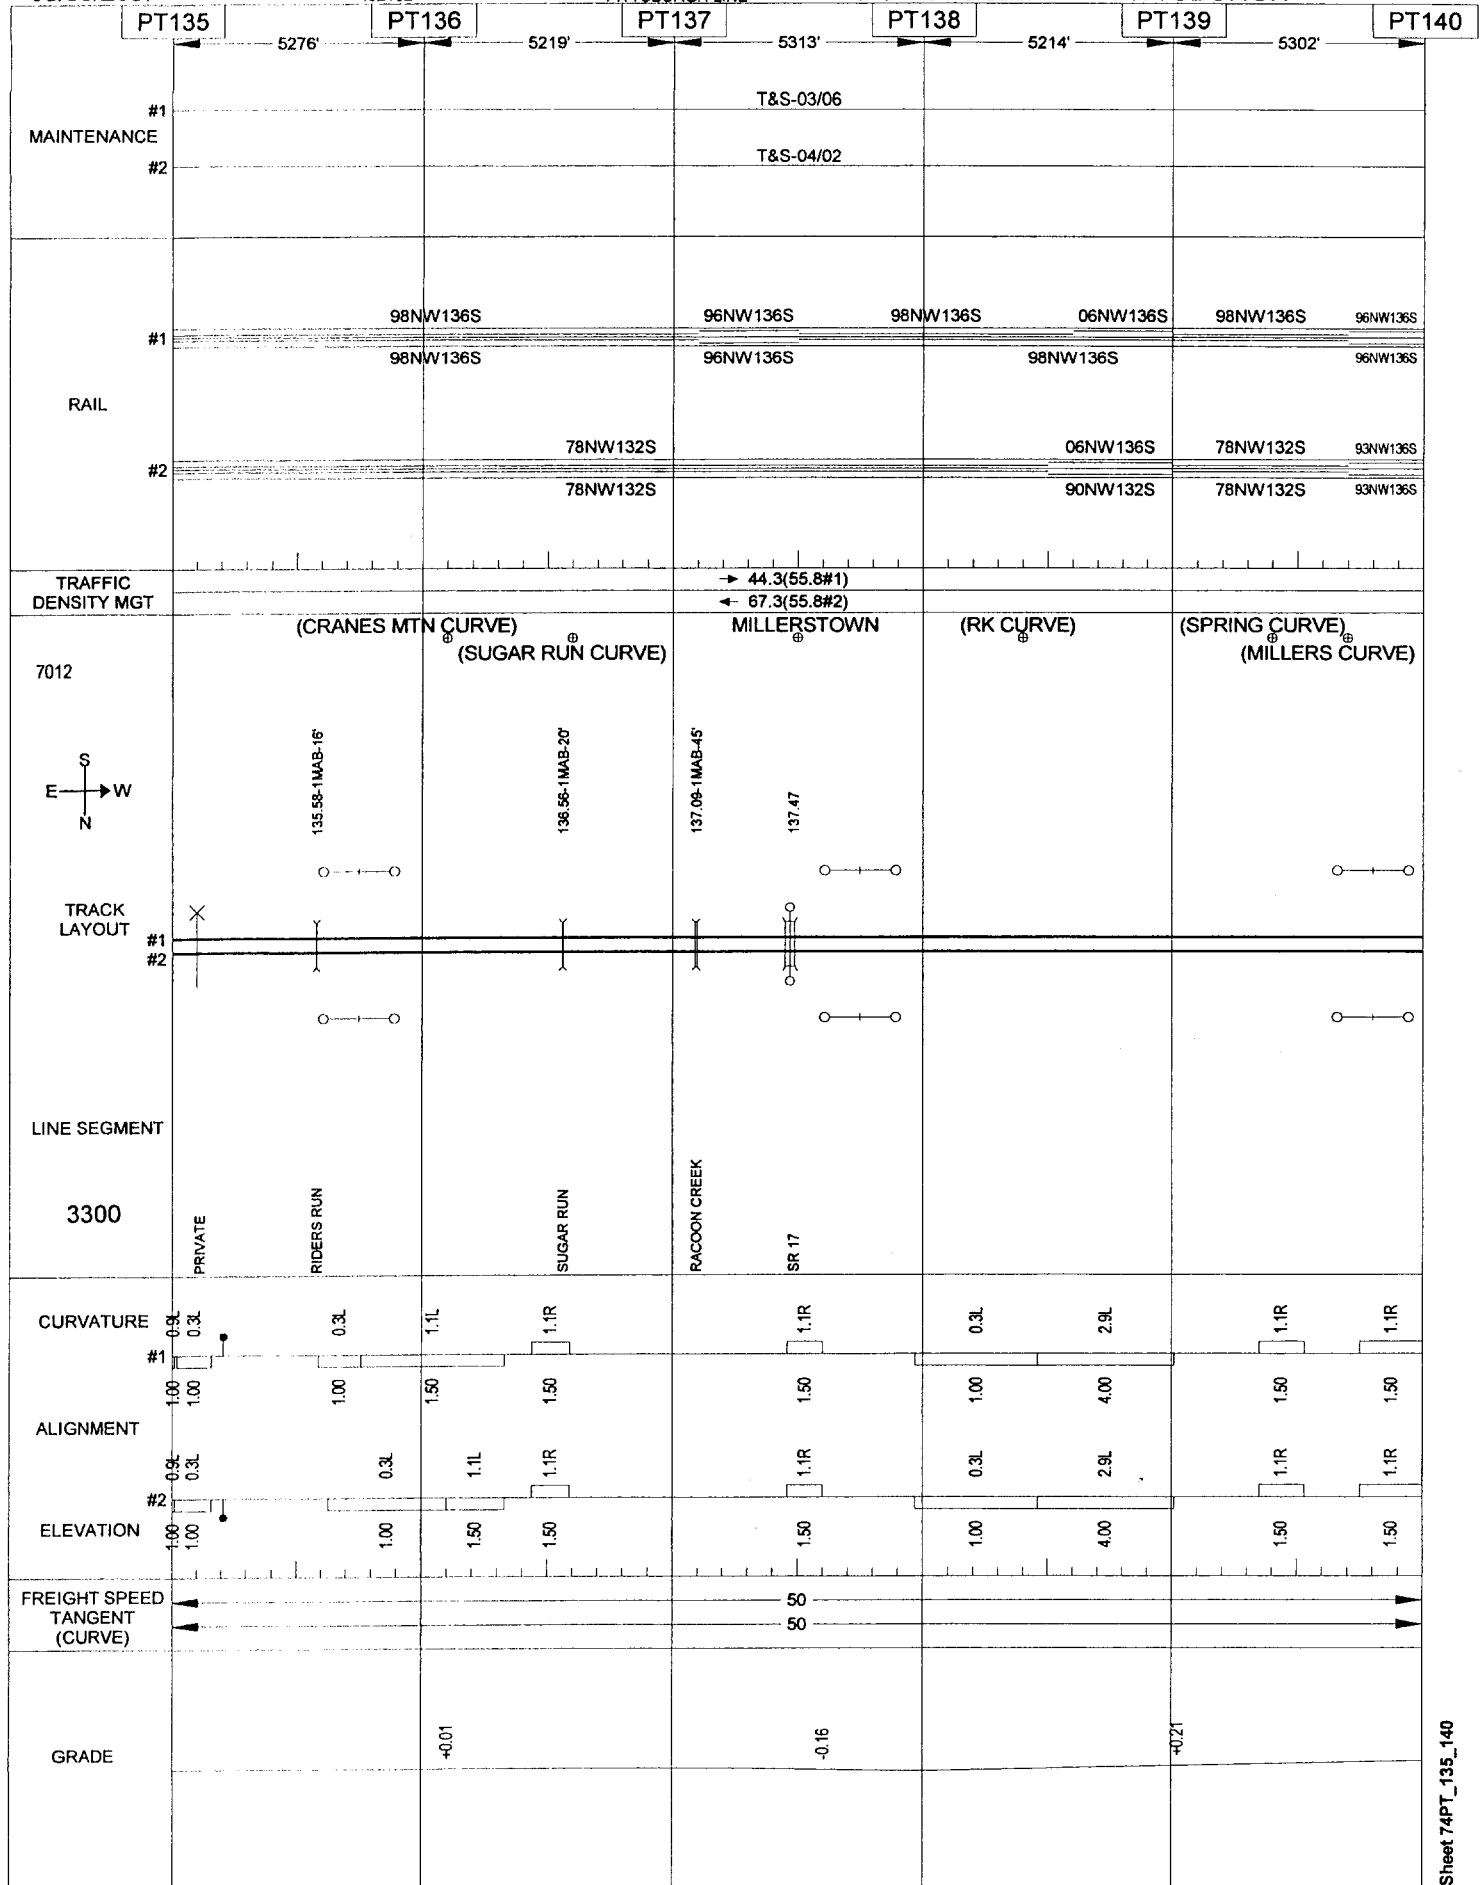 PT135 PT136 PT137 PT138 PT139 PT140
5276' 5219' 5313' 5214' 5302'
#1 T&S-03/06
MAINTENANCE
#2 T&S-04/02
98NW136S 96NW136S 98NW136S 06NW136S 98NW136S 96NW136S
#1
98NW136S 96NW136S 98NW136S 96NW136S
RAIL
78NW132S 06NW136S 78NW132S 93NW136S
#2
78NW132S 90NW132S 78NW132S 93NW136S
TRAFFIC
DENSITY MGT
44.3(55.8#1)
67.3(55.8#2)
(CRANES MTN CURVE) MILLERSTOWN (RK CURVE) (SPRING CURVE)
(SUGAR RUN CURVE) (MILLERS CURVE)
7012
S
E W
N
135.58-1MAB-16'
136.56-1MAB-20'
137.09-1MAB-45'
137.47
TRACK
LAYOUT
#1
#2
LINE SEGMENT
3300
PRIVATE
RIDERS RUN
SUGAR RUN
RACOON CREEK
SR 17
CURVATURE
0.9L 0.3L 0.3L 1.1L 1.1R 1.1R 0.3L 2.9L 1.1R 1.1R
#1
1.00 1.00 1.00 1.50 1.50 1.50 1.00 4.00 1.50 1.50
ALIGNMENT
0.9L 0.3L 0.3L 1.1L 1.1R 1.1R 0.3L 2.9L 1.1R 1.1R
#2
ELEVATION
1.00 1.00 1.00 1.50 1.50 1.50 1.00 4.00 1.50 1.50
FREIGHT SPEED
TANGENT
(CURVE)
50
50
GRADE
+0.01 -0.16 +0.21
Sheet 74PT_135_140